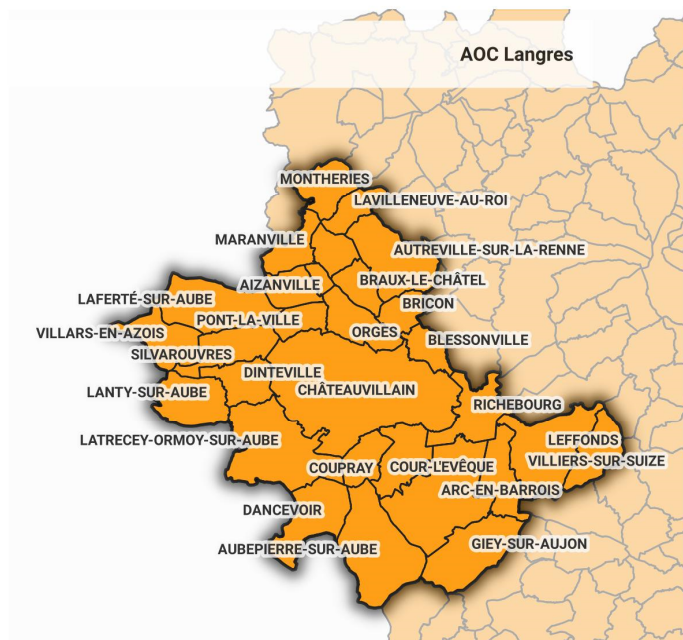 AOC Langres
MONTHERIES
LAVILLENEUVE-AU-ROI
MARANVILLE
AUTREVILLE-SUR-LA-RENNE
AIZANVILLE
BRAUX-LE-CHÂTEL
LAFERTÉ-SUR-AUBE
BRICON
PONT-LA-VILLE
VILLARS-EN-AZOIS
ORGES
BLESSONVILLE
SILVAROUVRES
DINTEVILLE
LANTY-SUR-AUBE
CHÂTEAUVILLAIN
RICHEBOURG
LATRECEY-ORMOY-SUR-AUBE
LEFFONDS
COUPRAY
COUR-L'EVÊQUE
VILLIERS-SUR-SUIZE
ARC-EN-BARROIS
DANCEVOIR
GIEY-SUR-AUJON
AUBEPIERRE-SUR-AUBE